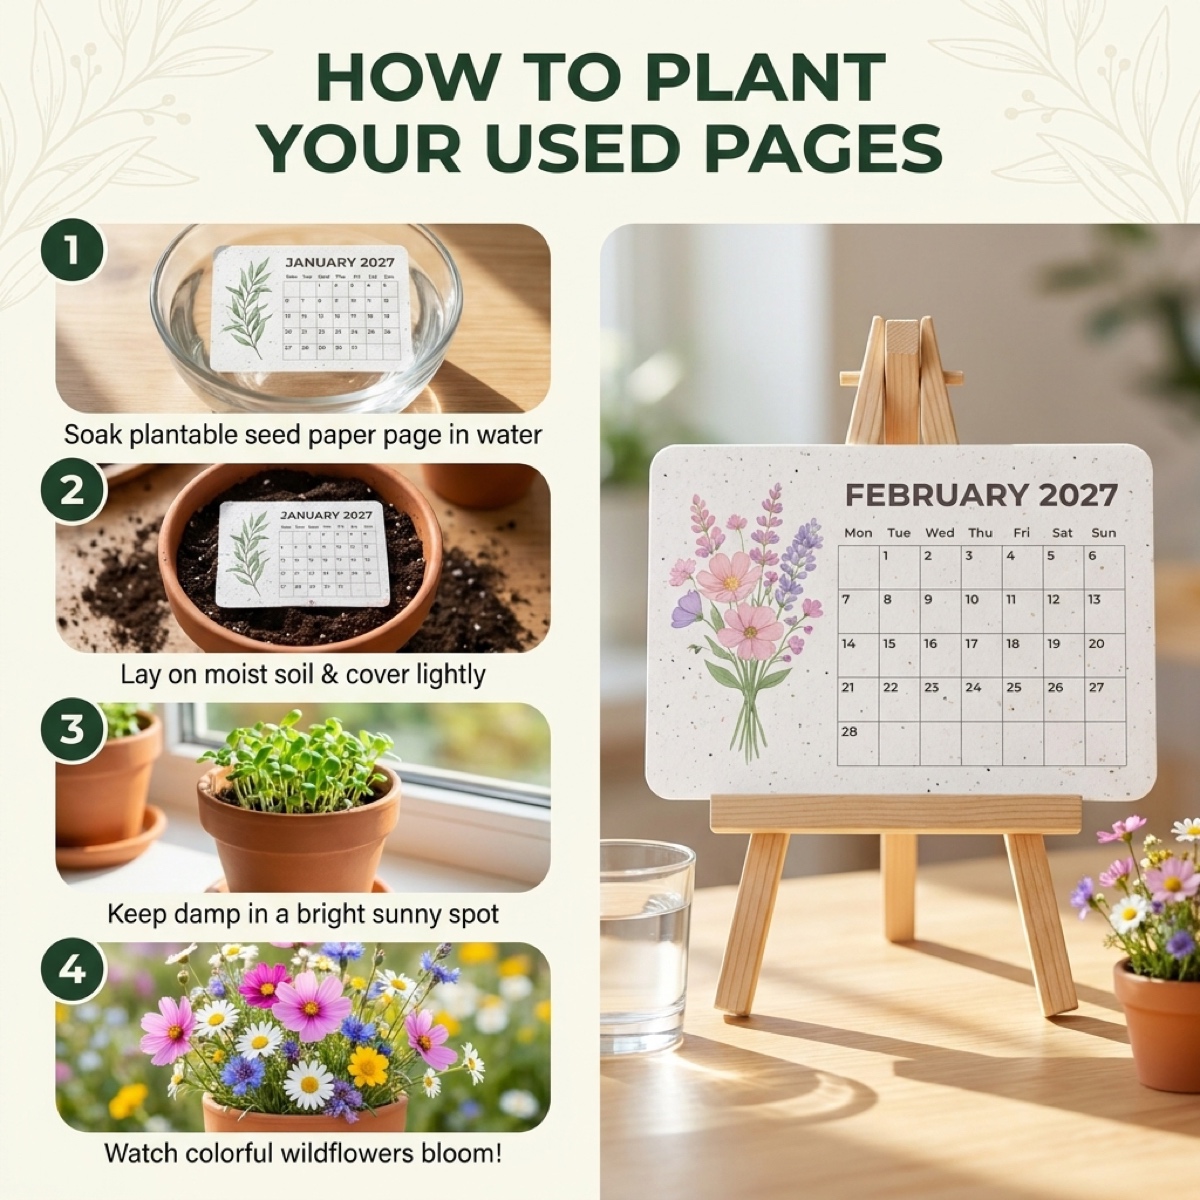 HOW TO PLANT
YOUR USED PAGES
1
JANUARY 2027
Soak plantable seed paper page in water
2
JANUARY 2027
Lay on moist soil & cover lightly
3
Keep damp in a bright sunny spot
4
Watch colorful wildflowers bloom!
FEBRUARY 2027
Mon Tue Wed Thu Fri Sat Sun
1 2 3 4 5 6
7 8 9 10 11 12 13
14 15 16 17 18 19 20
21 22 23 24 25 26 27
28